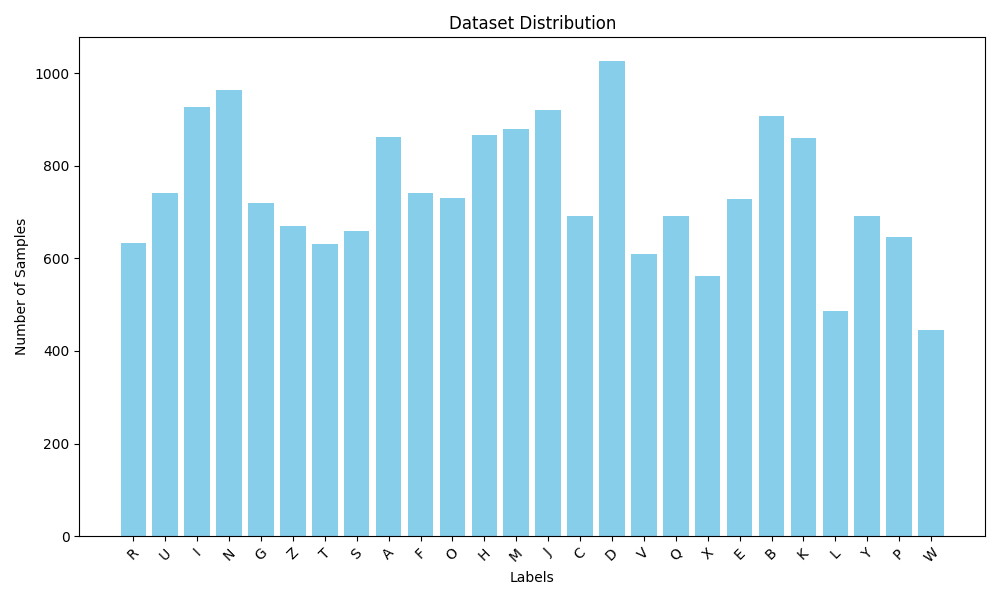 Dataset Distribution
Number of Samples
1000
800
600
400
200
0
R U I N G Z T S A F O H M J C D V Q X E B K L Y P W
Labels